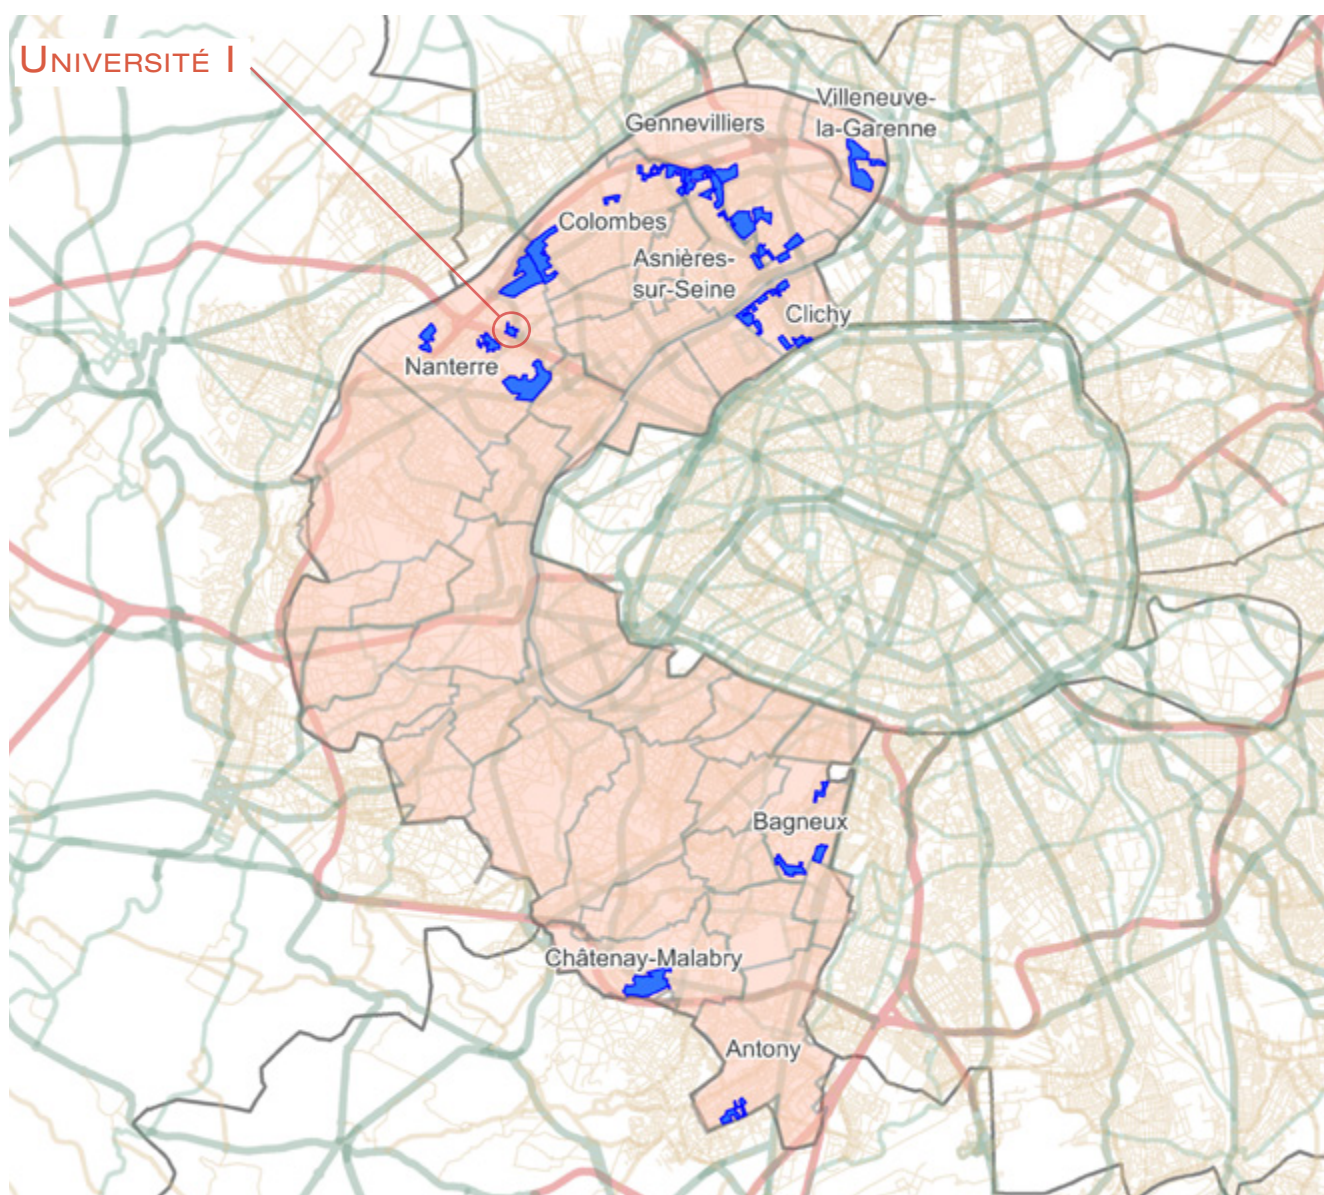 UNIVERSITÉ I
Villeneuve-
la-Garenne
Gennevilliers
Colombes
Asnières-
sur-Seine
Clichy
Nanterre
Bagneux
Châtenay-Malabry
Antony